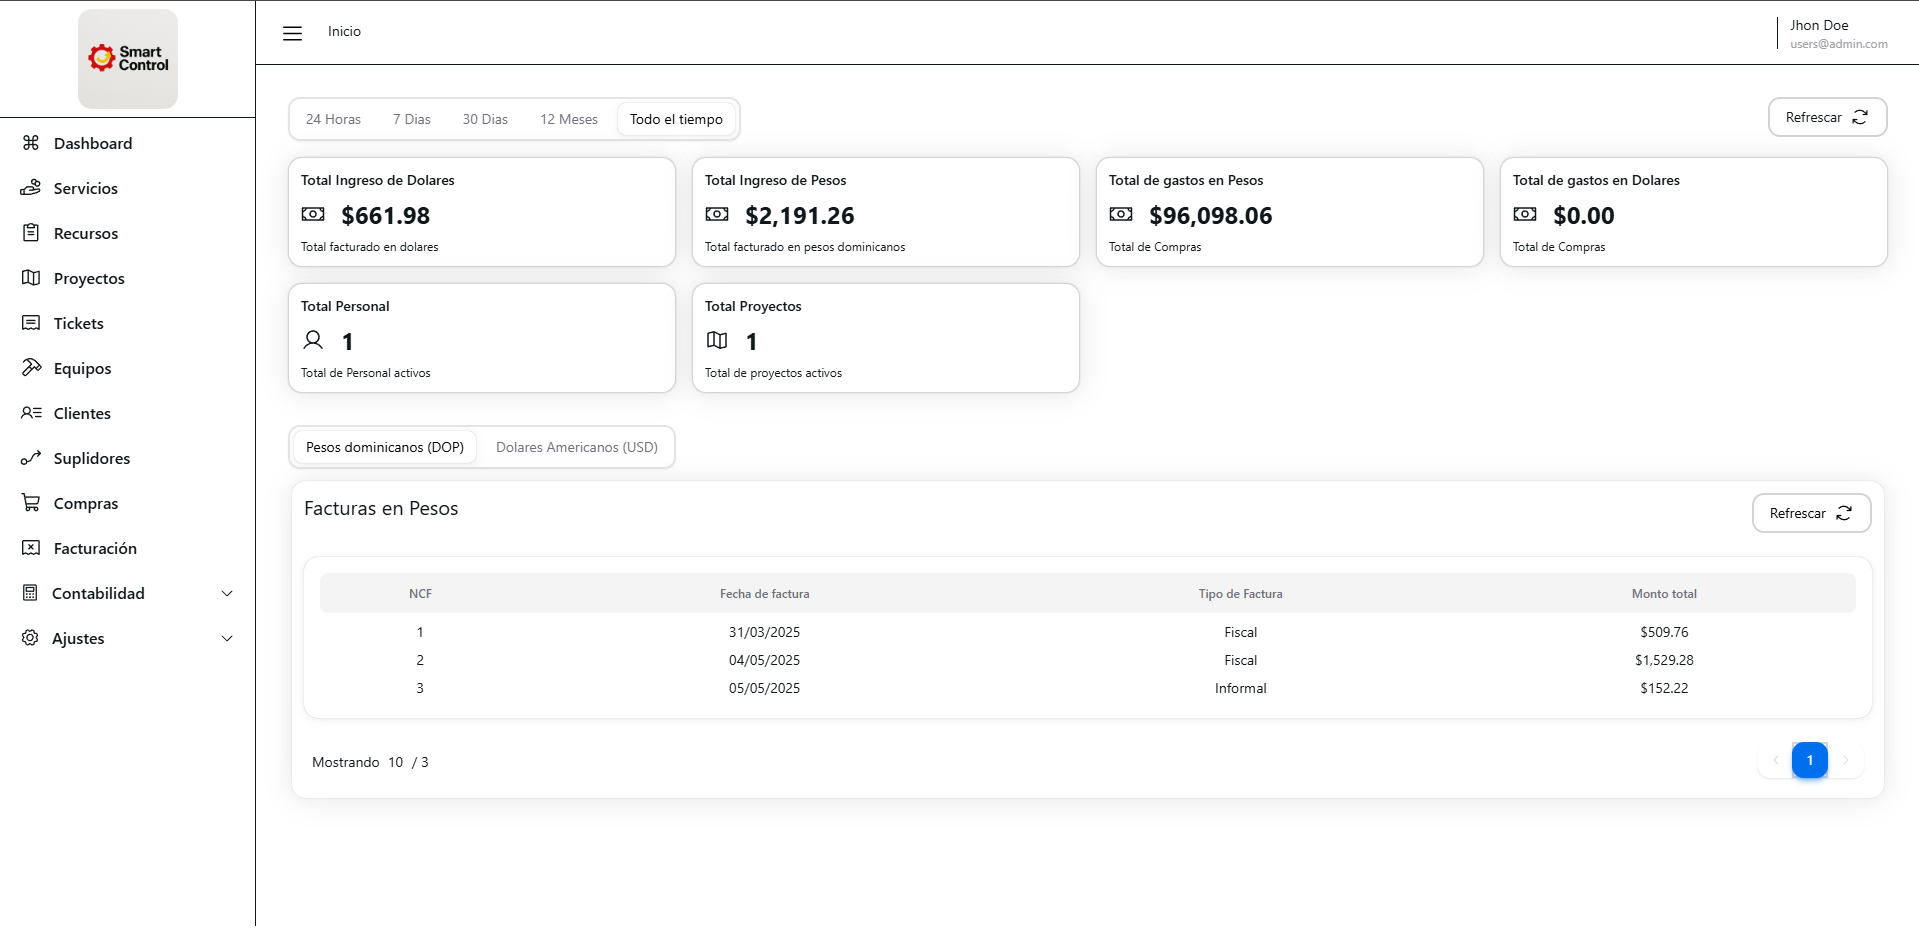 Smart
Control
Inicio
Jhon Doe
users@admin.com
Dashboard
Servicios
Recursos
Proyectos
Tickets
Equipos
Clientes
Suplidores
Compras
Facturación
Contabilidad
Ajustes
24 Horas 7 Dias 30 Dias 12 Meses Todo el tiempo
Refrescar
Total Ingreso de Dolares
$661.98
Total facturado en dolares
Total Ingreso de Pesos
$2,191.26
Total facturado en pesos dominicanos
Total de gastos en Pesos
$96,098.06
Total de Compras
Total de gastos en Dolares
$0.00
Total de Compras
Total Personal
1
Total de Personal activos
Total Proyectos
1
Total de proyectos activos
Pesos dominicanos (DOP) Dolares Americanos (USD)
Facturas en Pesos
Refrescar
NCF Fecha de factura Tipo de Factura Monto total
1 31/03/2025 Fiscal $509.76
2 04/05/2025 Fiscal $1,529.28
3 05/05/2025 Informal $152.22
Mostrando 10 / 3
1